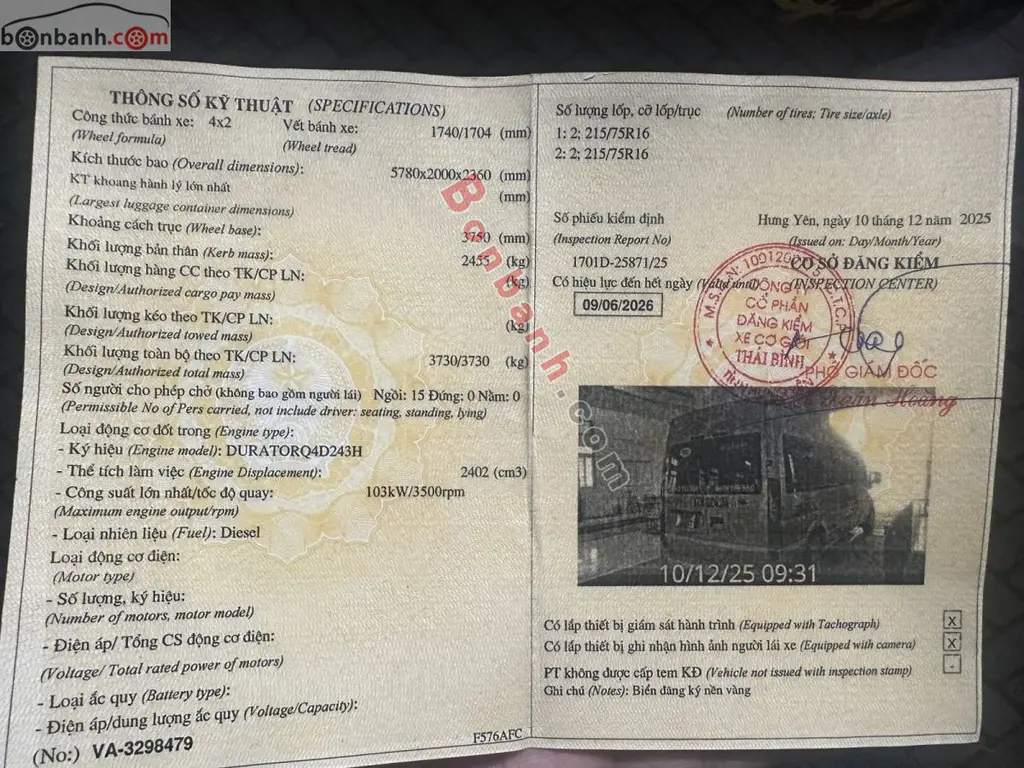 bonbanh.com
THÔNG SỐ KỸ THUẬT (SPECIFICATIONS)
Công thức bánh xe: 4x2 Vết bánh xe: 1740/1704 (mm)
(Wheel formula) (Wheel tread)
Kích thước bao (Overall dimensions): 5780x2000x2360 (mm)
KT khoang hành lý lớn nhất (mm)
(Largest luggage container dimensions)
Khoảng cách trục (Wheel base): 3750 (mm)
Khối lượng bản thân (Kerb mass): 2455 (kg)
Khối lượng hàng CC theo TK/CP LN: (kg)
(Design/Authorized cargo pay mass)
Khối lượng kéo theo TK/CP LN: (kg)
(Design/Authorized towed mass)
Khối lượng toàn bộ theo TK/CP LN: 3730/3730 (kg)
(Design/Authorized total mass)
Số người cho phép chở (không bao gồm người lái) Ngồi: 15 Đứng: 0 Nằm: 0
(Permissible No of Pers carried, not include driver: seating, standing, lying)
Loại động cơ đốt trong (Engine type):
- Ký hiệu (Engine model): DURATORQ4D243H
- Thể tích làm việc (Engine Displacement): 2402 (cm3)
- Công suất lớn nhất/tốc độ quay: 103kW/3500rpm
(Maximum engine output/rpm)
- Loại nhiên liệu (Fuel): Diesel
Loại động cơ điện:
(Motor type)
- Số lượng, ký hiệu:
(Number of motors, motor model)
- Điện áp/ Tổng CS động cơ điện:
(Voltage/ Total rated power of motors)
- Loại ắc quy (Battery type):
- Điện áp/dung lượng ắc quy (Voltage/Capacity):
(No:) VA-3298479
F576AFC
Số lượng lốp, cỡ lốp/trục (Number of tires; Tire size/axle)
1: 2; 215/75R16
2: 2; 215/75R16
Số phiếu kiểm định
(Inspection Report No)
1701D-25871/25
Hưng Yên, ngày 10 tháng 12 năm 2025
(Issued on: Day/Month/Year)
CƠ SỞ ĐĂNG KIỂM
(INSPECTION CENTER)
Có hiệu lực đến hết ngày (Valid until)
09/06/2026
CÔNG TY
CỔ PHẦN
ĐĂNG KIỂM
XE CƠ GIỚI
THÁI BÌNH
PHÓ GIÁM ĐỐC
Hoàng
10/12/25 09:31
Có lắp thiết bị giám sát hành trình (Equipped with Tachograph) x
Có lắp thiết bị ghi nhận hình ảnh người lái xe (Equipped with camera) x
PT không được cấp tem KĐ (Vehicle not issued with inspection stamp) -
Ghi chú (Notes): Biển đăng ký nền vàng
Bonbanh.com